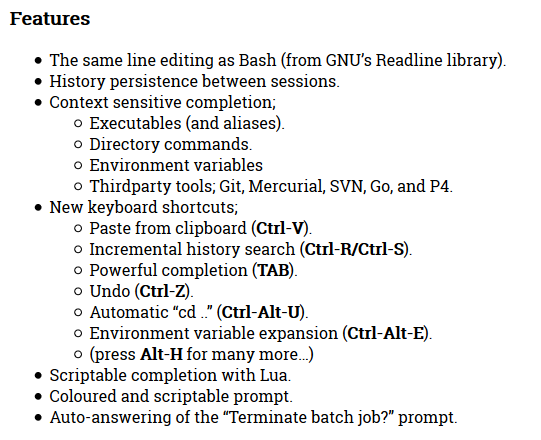 Features
• The same line editing as Bash (from GNU’s Readline library).
• History persistence between sessions.
• Context sensitive completion;
○ Executables (and aliases).
○ Directory commands.
○ Environment variables
○ Thirdparty tools; Git, Mercurial, SVN, Go, and P4.
• New keyboard shortcuts;
○ Paste from clipboard (Ctrl-V).
○ Incremental history search (Ctrl-R/Ctrl-S).
○ Powerful completion (TAB).
○ Undo (Ctrl-Z).
○ Automatic “cd ..” (Ctrl-Alt-U).
○ Environment variable expansion (Ctrl-Alt-E).
○ (press Alt-H for many more...)
• Scriptable completion with Lua.
• Coloured and scriptable prompt.
• Auto-answering of the “Terminate batch job?” prompt.